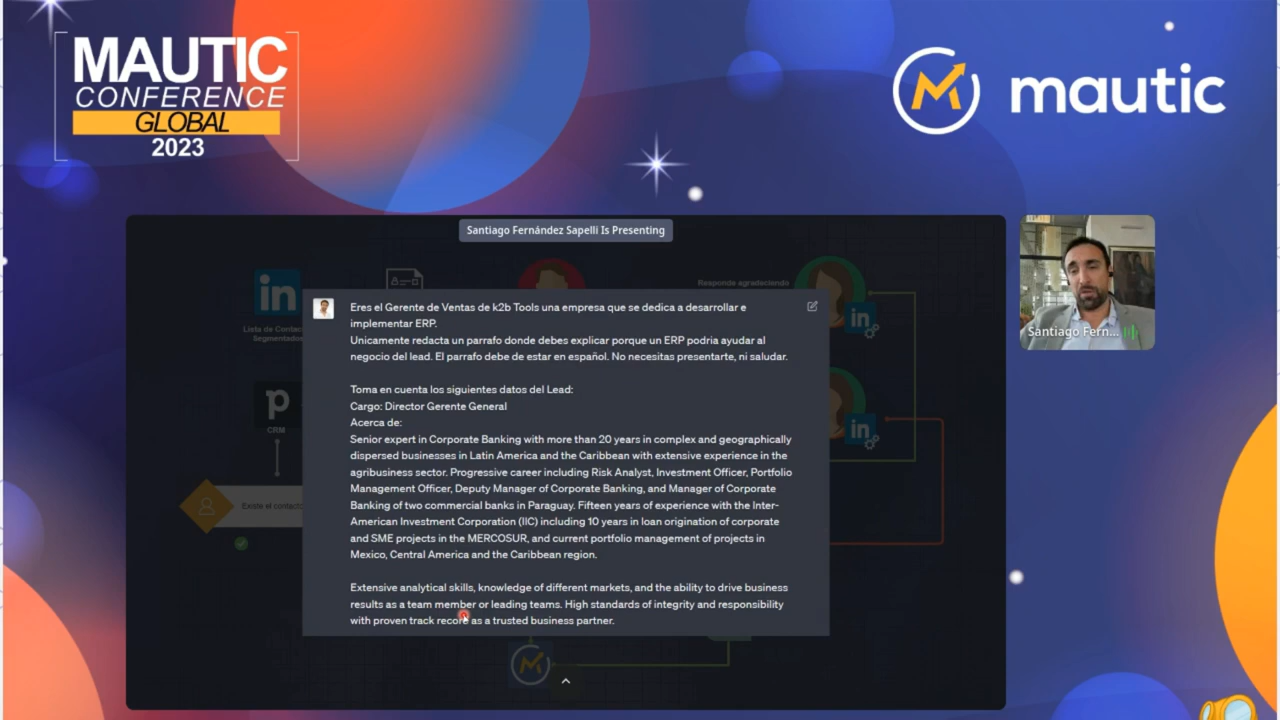 MAUTIC
CONFERENCE
GLOBAL
2023
mautic
Santiago Fernández Sapelli Is Presenting
Responde agradeciendo
in
Lista de Contac
Segmentados
in
Eres el Gerente de Ventas de k2b Tools una empresa que se dedica a desarrollar e
implementar ERP.
Unicamente redacta un parrafo donde debes explicar porque un ERP podria ayudar al
negocio del lead. El parrafo debe de estar en español. No necesitas presentarte, ni saludar.
Toma en cuenta los siguientes datos del Lead:
Cargo: Director Gerente General
Acerca de:
Senior expert in Corporate Banking with more than 20 years in complex and geographically
dispersed businesses in Latin America and the Caribbean with extensive experience in the
agribusiness sector. Progressive career including Risk Analyst, Investment Officer, Portfolio
Management Officer, Deputy Manager of Corporate Banking, and Manager of Corporate
Banking of two commercial banks in Paraguay. Fifteen years of experience with the Inter-
American Investment Corporation (IIC) including 10 years in loan origination of corporate
and SME projects in the MERCOSUR, and current portfolio management of projects in
Mexico, Central America and the Caribbean region.
Extensive analytical skills, knowledge of different markets, and the ability to drive business
results as a team member or leading teams. High standards of integrity and responsibility
with proven track record as a trusted business partner.
p
CRM
Existe el contacto
in
Santiago Fern...